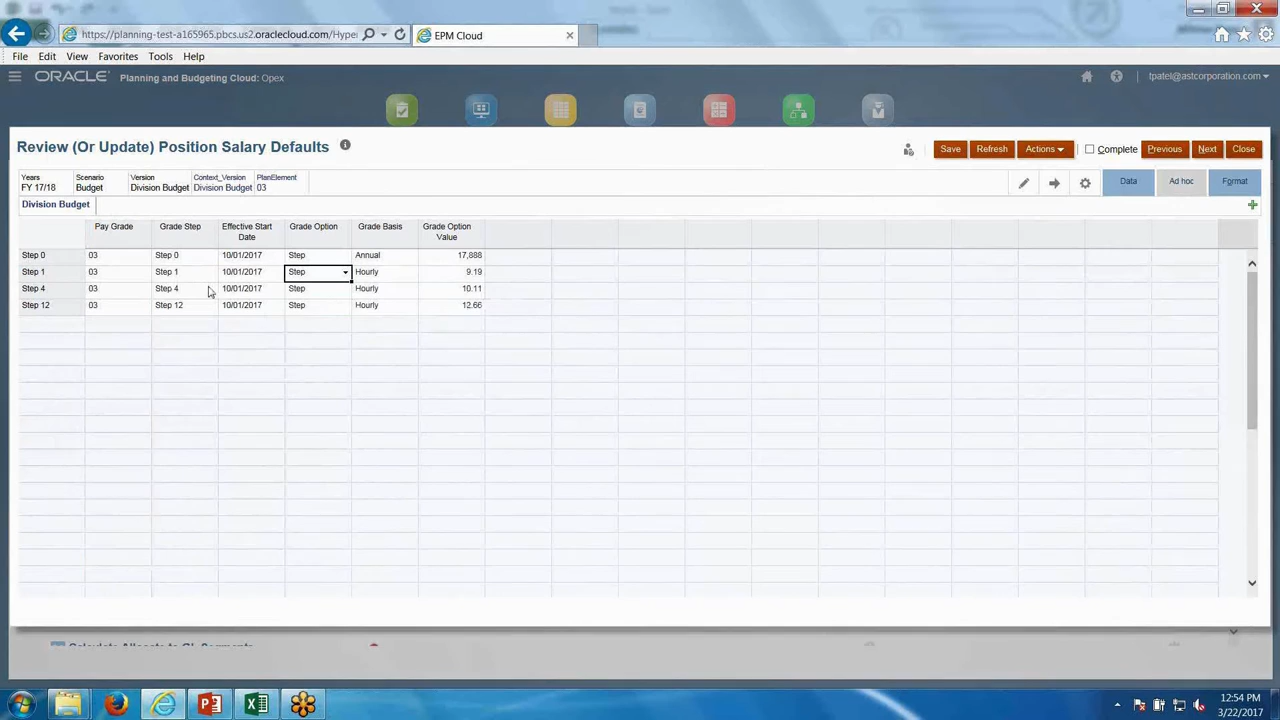 https://planning-test-a165965.pbcs.us2.oraclecloud.com/Hyper
EPM Cloud
File Edit View Favorites Tools Help
ORACLE® Planning and Budgeting Cloud: Opex
tpatel@astcorporation.com
Review (Or Update) Position Salary Defaults
Save Refresh Actions Complete Previous Next Close
Years Scenario Version Context_Version PlanElement
FY 17/18 Budget Division Budget Division Budget 03
Data Ad hoc Format
Division Budget
Pay Grade Grade Step Effective Start Date Grade Option Grade Basis Grade Option Value
Step 0 03 Step 0 10/01/2017 Step Annual 17,888
Step 1 03 Step 1 10/01/2017 Step Hourly 9.19
Step 4 03 Step 4 10/01/2017 Step Hourly 10.11
Step 12 03 Step 12 10/01/2017 Step Hourly 12.66
Calculate Allocate to GL Segments
12:54 PM
3/22/2017